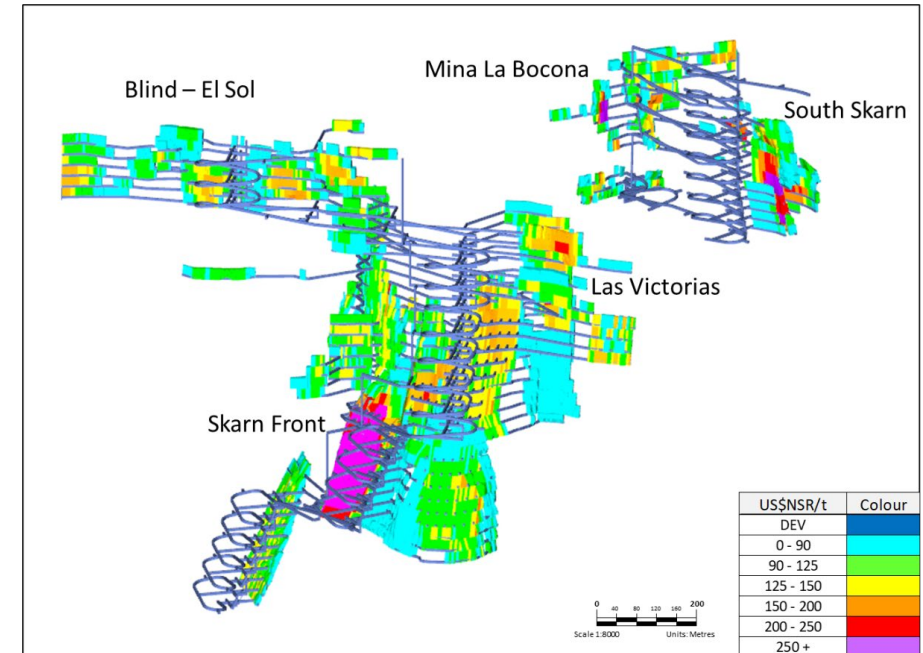 Mina La Bocona
Blind – El Sol
South Skarn
Las Victorias
Skarn Front
US$NSR/t Colour
DEV
0 - 90
90 - 125
125 - 150
150 - 200
200 - 250
250 +
0 40 80 120 160 200
Scale 1:8000 Units: Metres